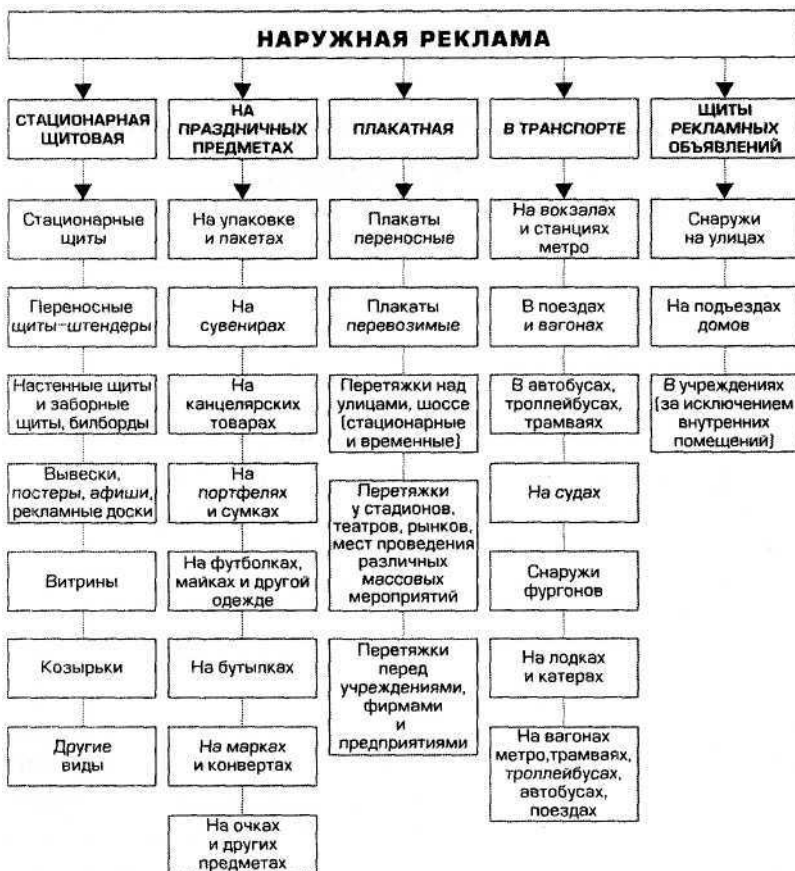 НАРУЖНАЯ РЕКЛАМА
СТАЦИОНАРНАЯ
ЩИТОВАЯ
НА
ПРАЗДНИЧНЫХ
ПРЕДМЕТАХ
ПЛАКАТНАЯ
В ТРАНСПОРТЕ
ЩИТЫ
РЕКЛАМНЫХ
ОБЪЯВЛЕНИЙ
Стационарные
щиты
Переносные
щиты-штендеры
Настенные щиты
и заборные
щиты, билборды
Вывески,
постеры, афиши,
рекламные доски
Витрины
Козырьки
Другие
виды
На упаковке
и пакетах
На
сувенирах
На
канцелярских
товарах
На
портфелях
и сумках
На футболках,
майках и другой
одежде
На бутылках
На марках
и конвертах
На очках
и других
предметах
Плакаты
переносные
Плакаты
перевозимые
Перетяжки над
улицами, шоссе
(стационарные
и временные)
Перетяжки
у стадионов,
театров, рынков,
мест проведения
различных
массовых
мероприятий
Перетяжки
перед
учреждениями,
фирмами
и
предприятиями
На вокзалах
и станциях
метро
В поездах
и вагонах
В автобусах,
троллейбусах,
трамваях
На судах
Снаружи
фургонов
На лодках
и катерах
На вагонах
метро,трамваях,
троллейбусах,
автобусах,
поездах
Снаружи
на улицах
На подъездах
домов
В учреждениях
(за исключением
внутренних
помещений)